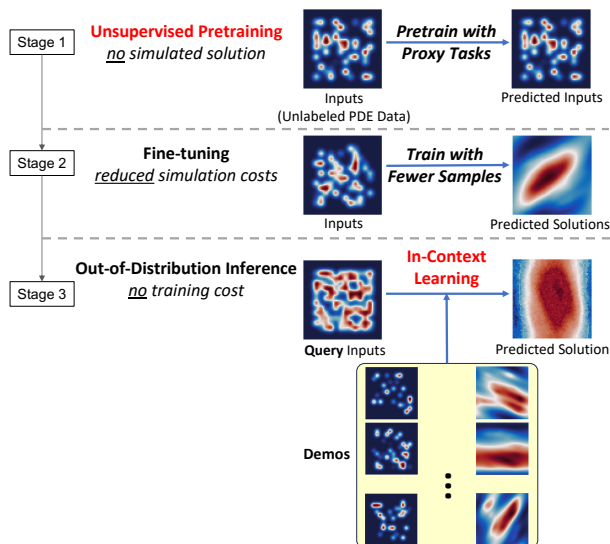 Stage 1
Unsupervised Pretraining
no simulated solution
Pretrain with
Proxy Tasks
Inputs
(Unlabeled PDE Data)
Predicted Inputs
Stage 2
Fine-tuning
reduced simulation costs
Train with
Fewer Samples
Inputs
Predicted Solutions
Stage 3
Out-of-Distribution Inference
no training cost
In-Context
Learning
Query Inputs
Predicted Solution
Demos